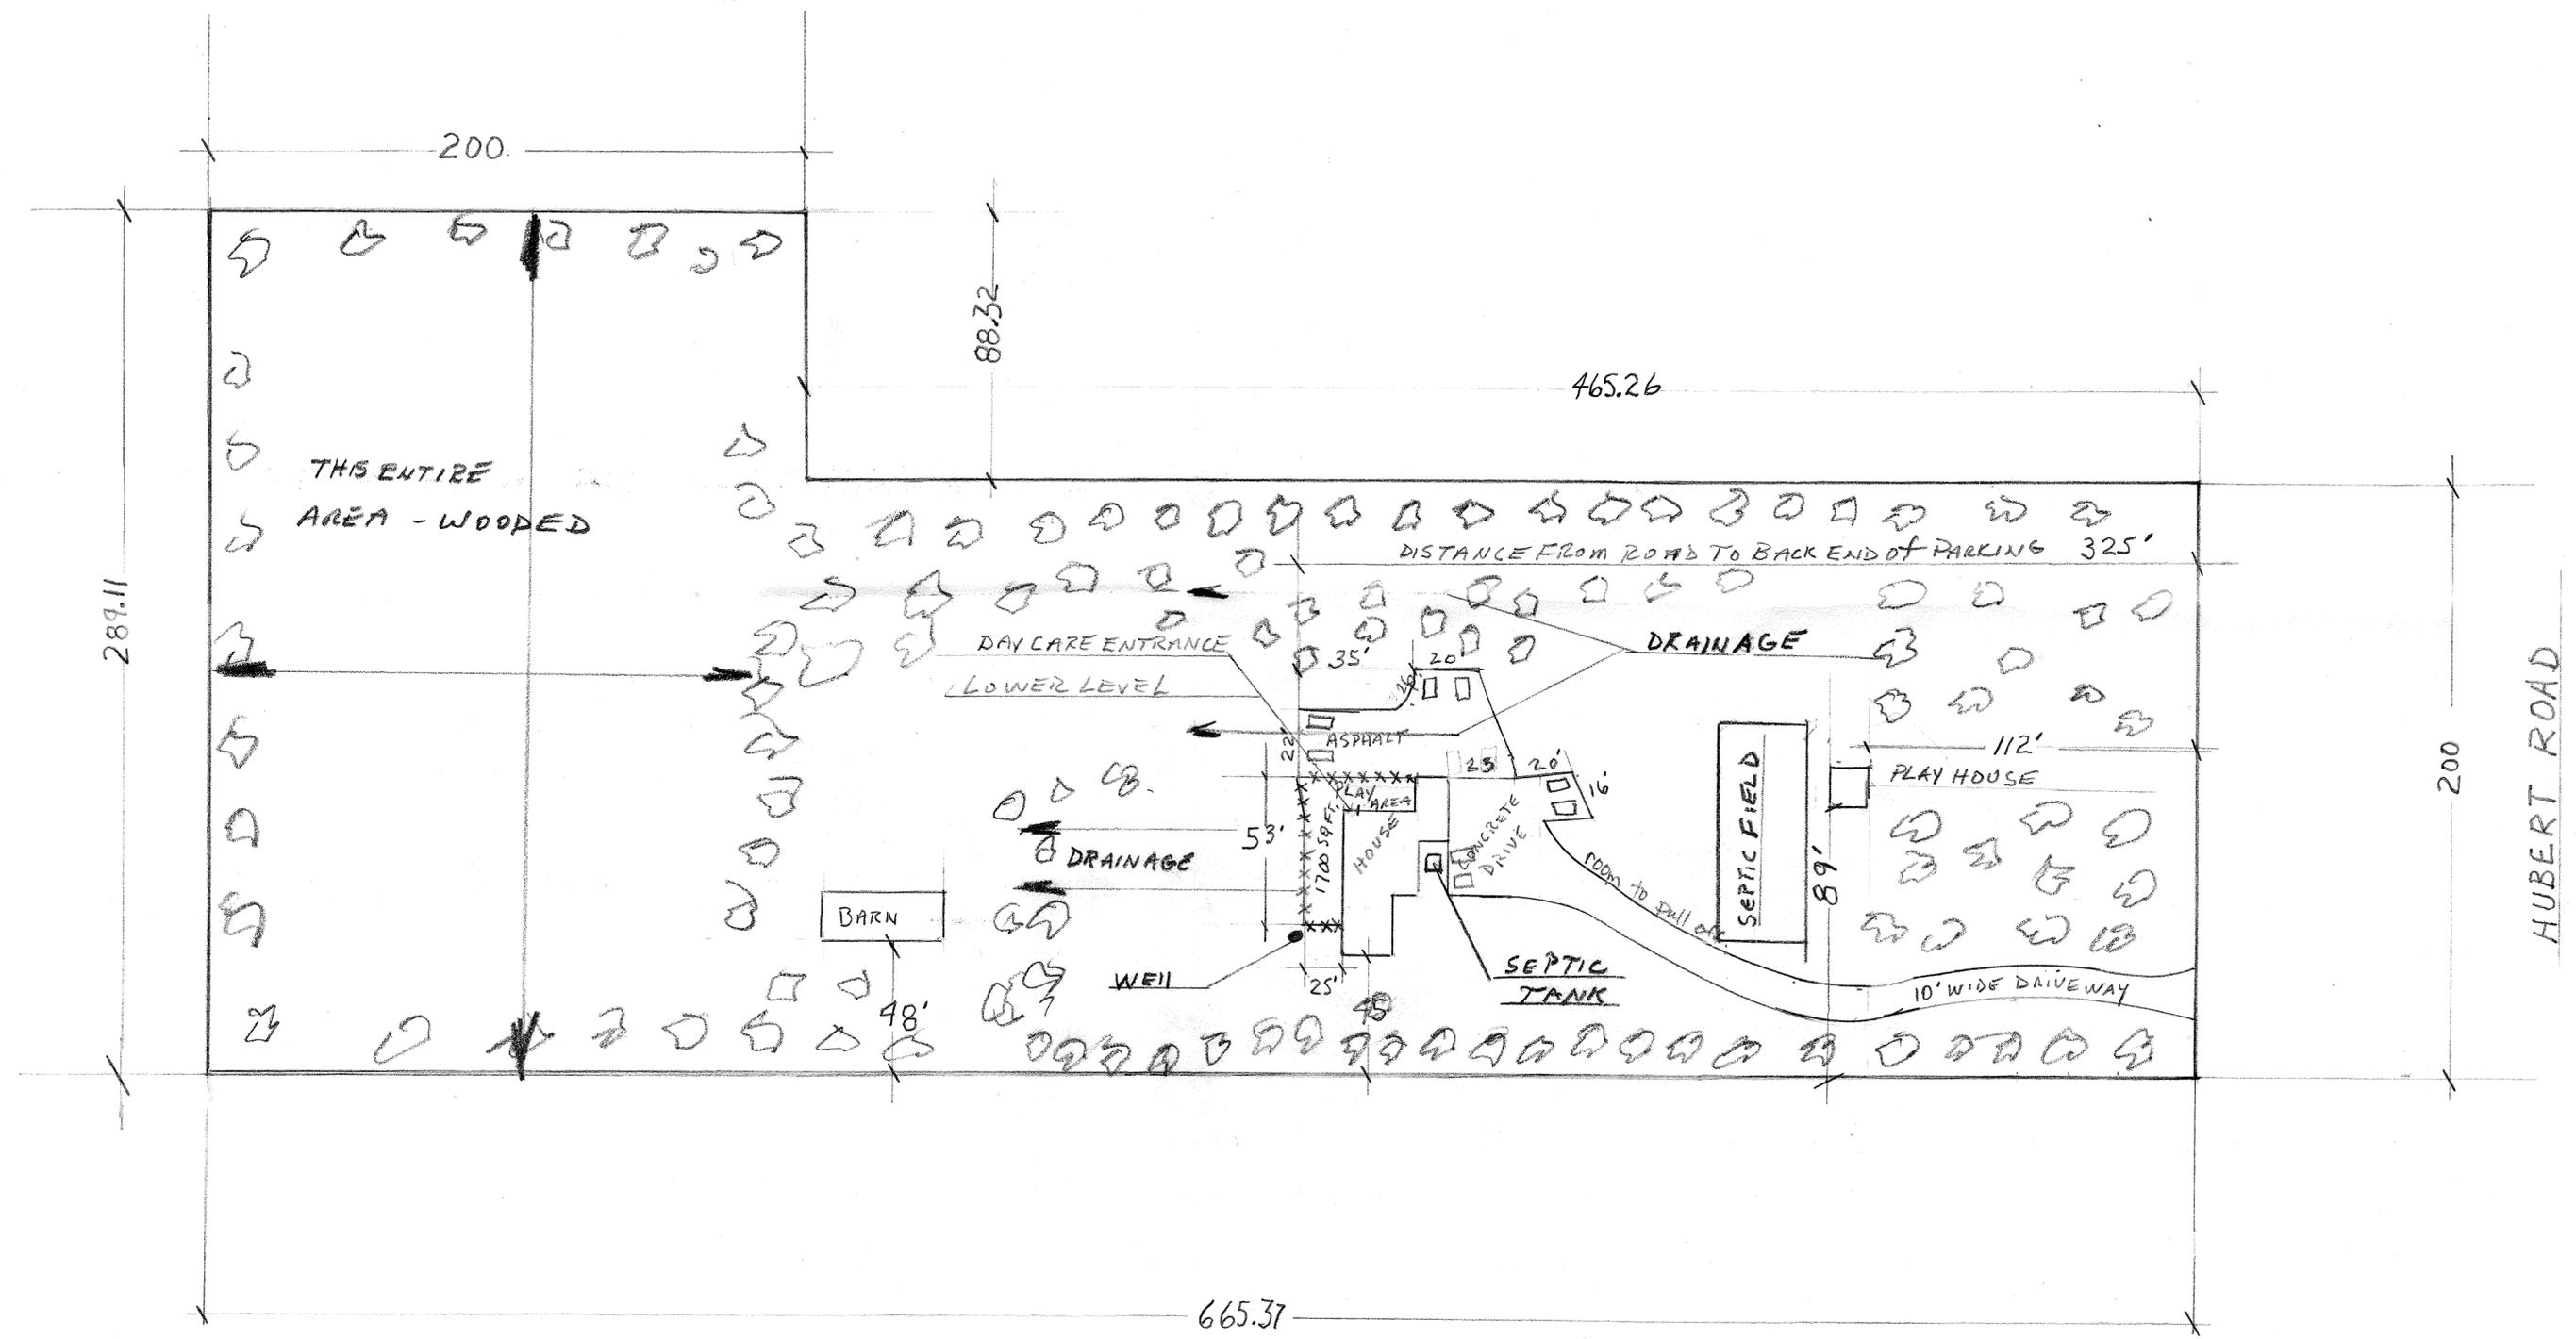 200.
88.32
465.26
THIS ENTIRE
AREA - WOODED
DISTANCE FROM ROAD TO BACK END of PARKING 325'
289.11
DAY CARE ENTRANCE
LOWER LEVEL
35'
20
26'
DRAINAGE
HUBERT ROAD
22'
ASPHALT
112'
PLAY HOUSE
200
25
20'
16'
PLAY
AREA
53'
1700 SQ FT.
HOUSE
CONCRETE
DRIVE
SEPTIC FIELD
89'
DRAINAGE
room to pull off
BARN
WEll
25'
SEPTIC
TANK
10' WIDE DRIVEWAY
48'
45
665.37